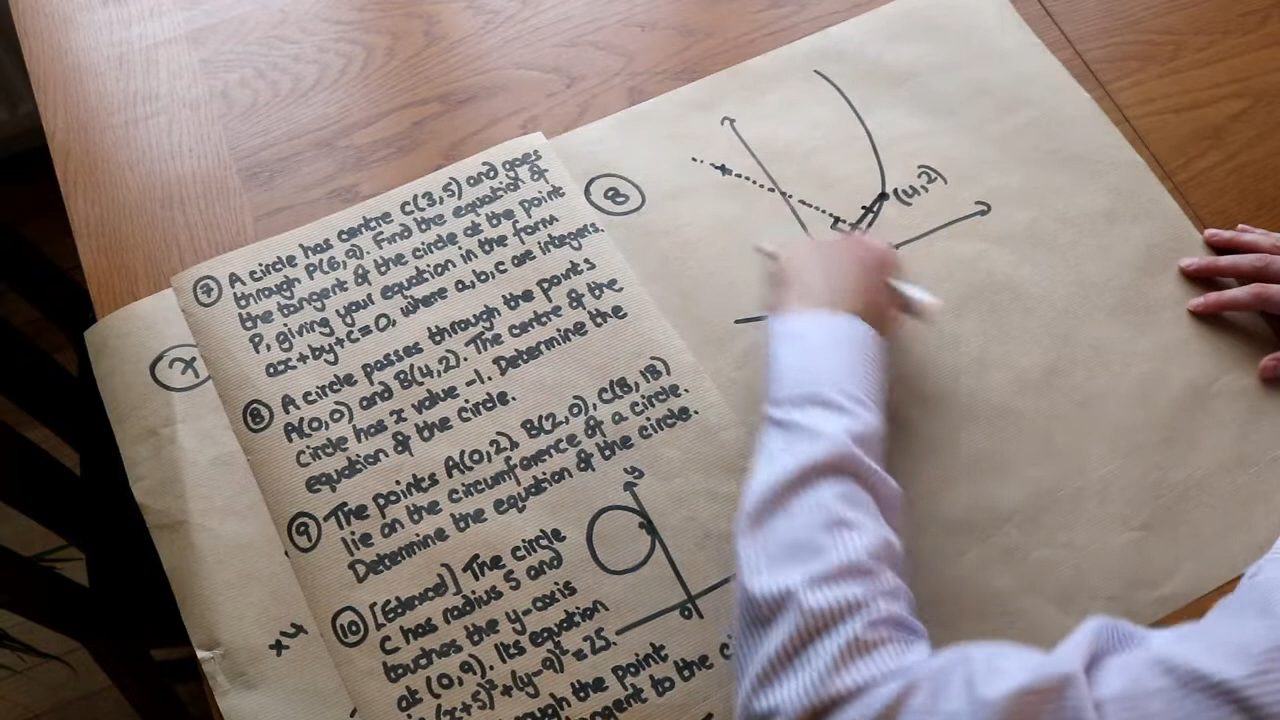 7 A circle has centre C(3,5) and goes
through P(6,9). Find the equation of
the tangent of the circle at the point
P, giving your equation in the form
ax+by+c=0, where a,b,c are integers.
8 A circle passes through the points
A(0,0) and B(4,2). The centre of the
circle has x value -1. Determine the
equation of the circle.
9 The points A(0,2), B(2,0), C(8,18)
lie on the circumference of a circle.
Determine the equation of the circle.
10 [Edexcel] The circle
C has radius 5 and
touches the y-axis
at (0,9). Its equation
(x+5)²+(y-9)²=25.
the point
tangent to the
y
0
7
x4
8
(4,2)